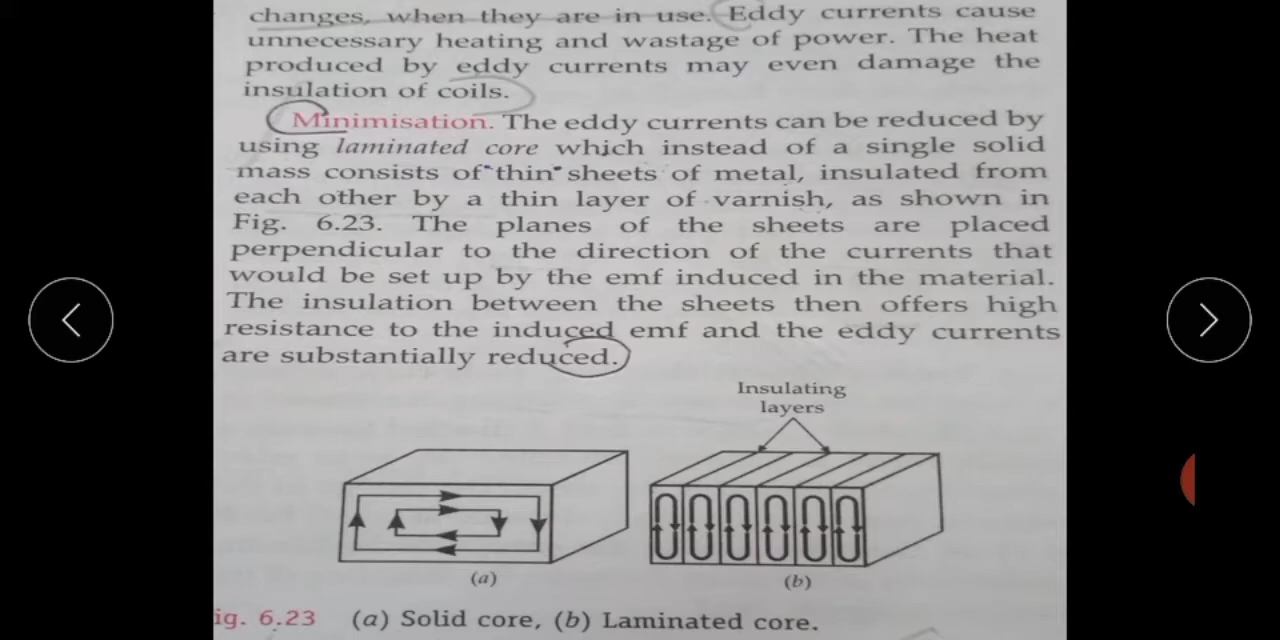 changes, when they are in use. Eddy currents cause
unnecessary heating and wastage of power. The heat
produced by eddy currents may even damage the
insulation of coils.
Minimisation. The eddy currents can be reduced by
using laminated core which instead of a single solid
mass consists of thin sheets of metal, insulated from
each other by a thin layer of varnish, as shown in
Fig. 6.23. The planes of the sheets are placed
perpendicular to the direction of the currents that
would be set up by the emf induced in the material.
The insulation between the sheets then offers high
resistance to the induced emf and the eddy currents
are substantially reduced.
Insulating
layers
(a)
(b)
ig. 6.23 (a) Solid core, (b) Laminated core.